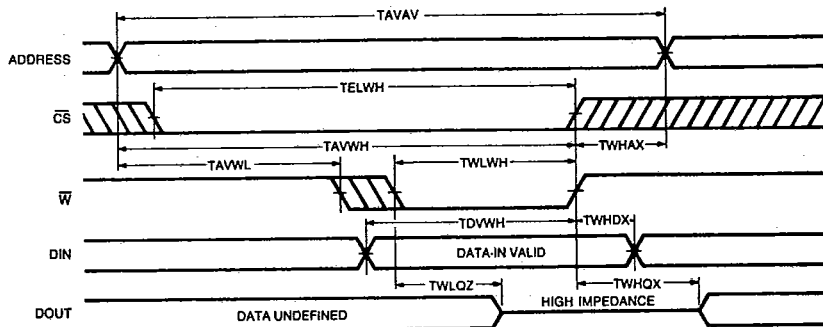 TAVAV
ADDRESS
TELWH
CS
TAVWH
TWHAX
TAVWL
TWLWH
W
TDVWH
TWHDX
DIN
DATA-IN VALID
TWLQZ
TWHQX
HIGH IMPEDANCE
DOUT
DATA UNDEFINED